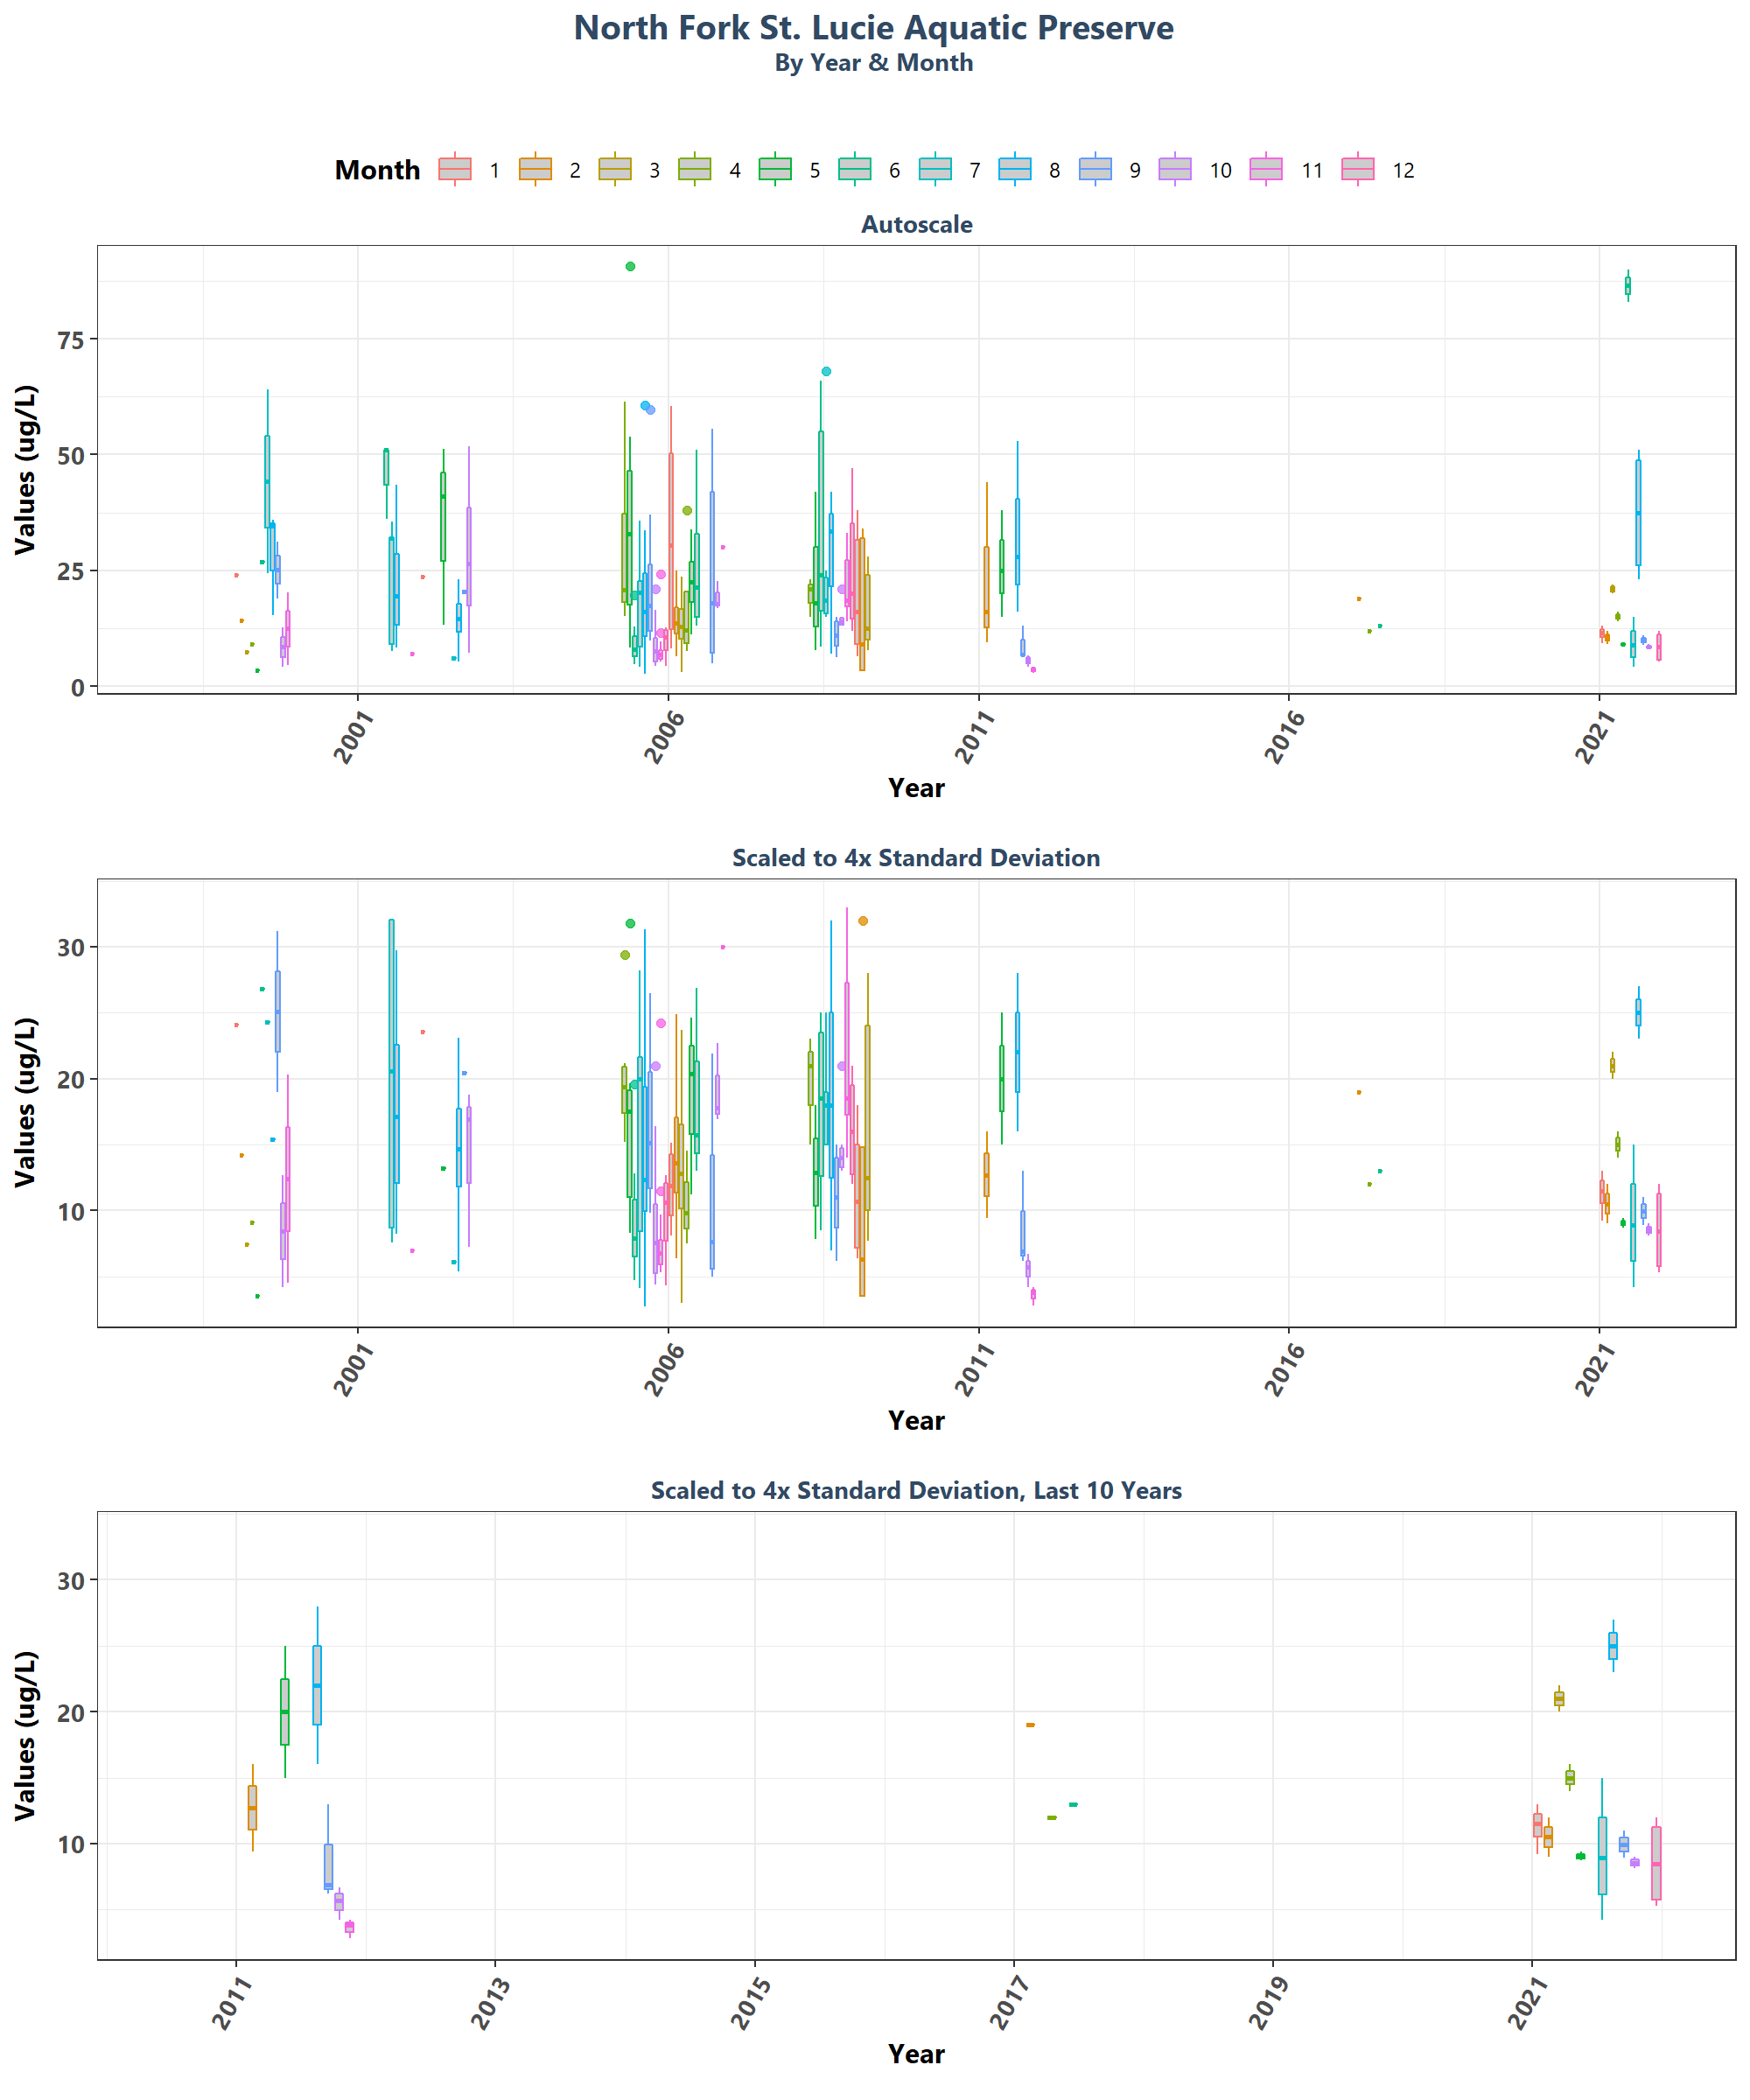 North Fork St. Lucie Aquatic Preserve
By Year & Month
Month 1 2 3 4 5 6 7 8 9 10 11 12
Autoscale
Values (ug/L)
75
50
25
0
2001 2006 2011 2016 2021
Year
Scaled to 4x Standard Deviation
Values (ug/L)
30
20
10
2001 2006 2011 2016 2021
Year
Scaled to 4x Standard Deviation, Last 10 Years
Values (ug/L)
30
20
10
2011 2013 2015 2017 2019 2021
Year